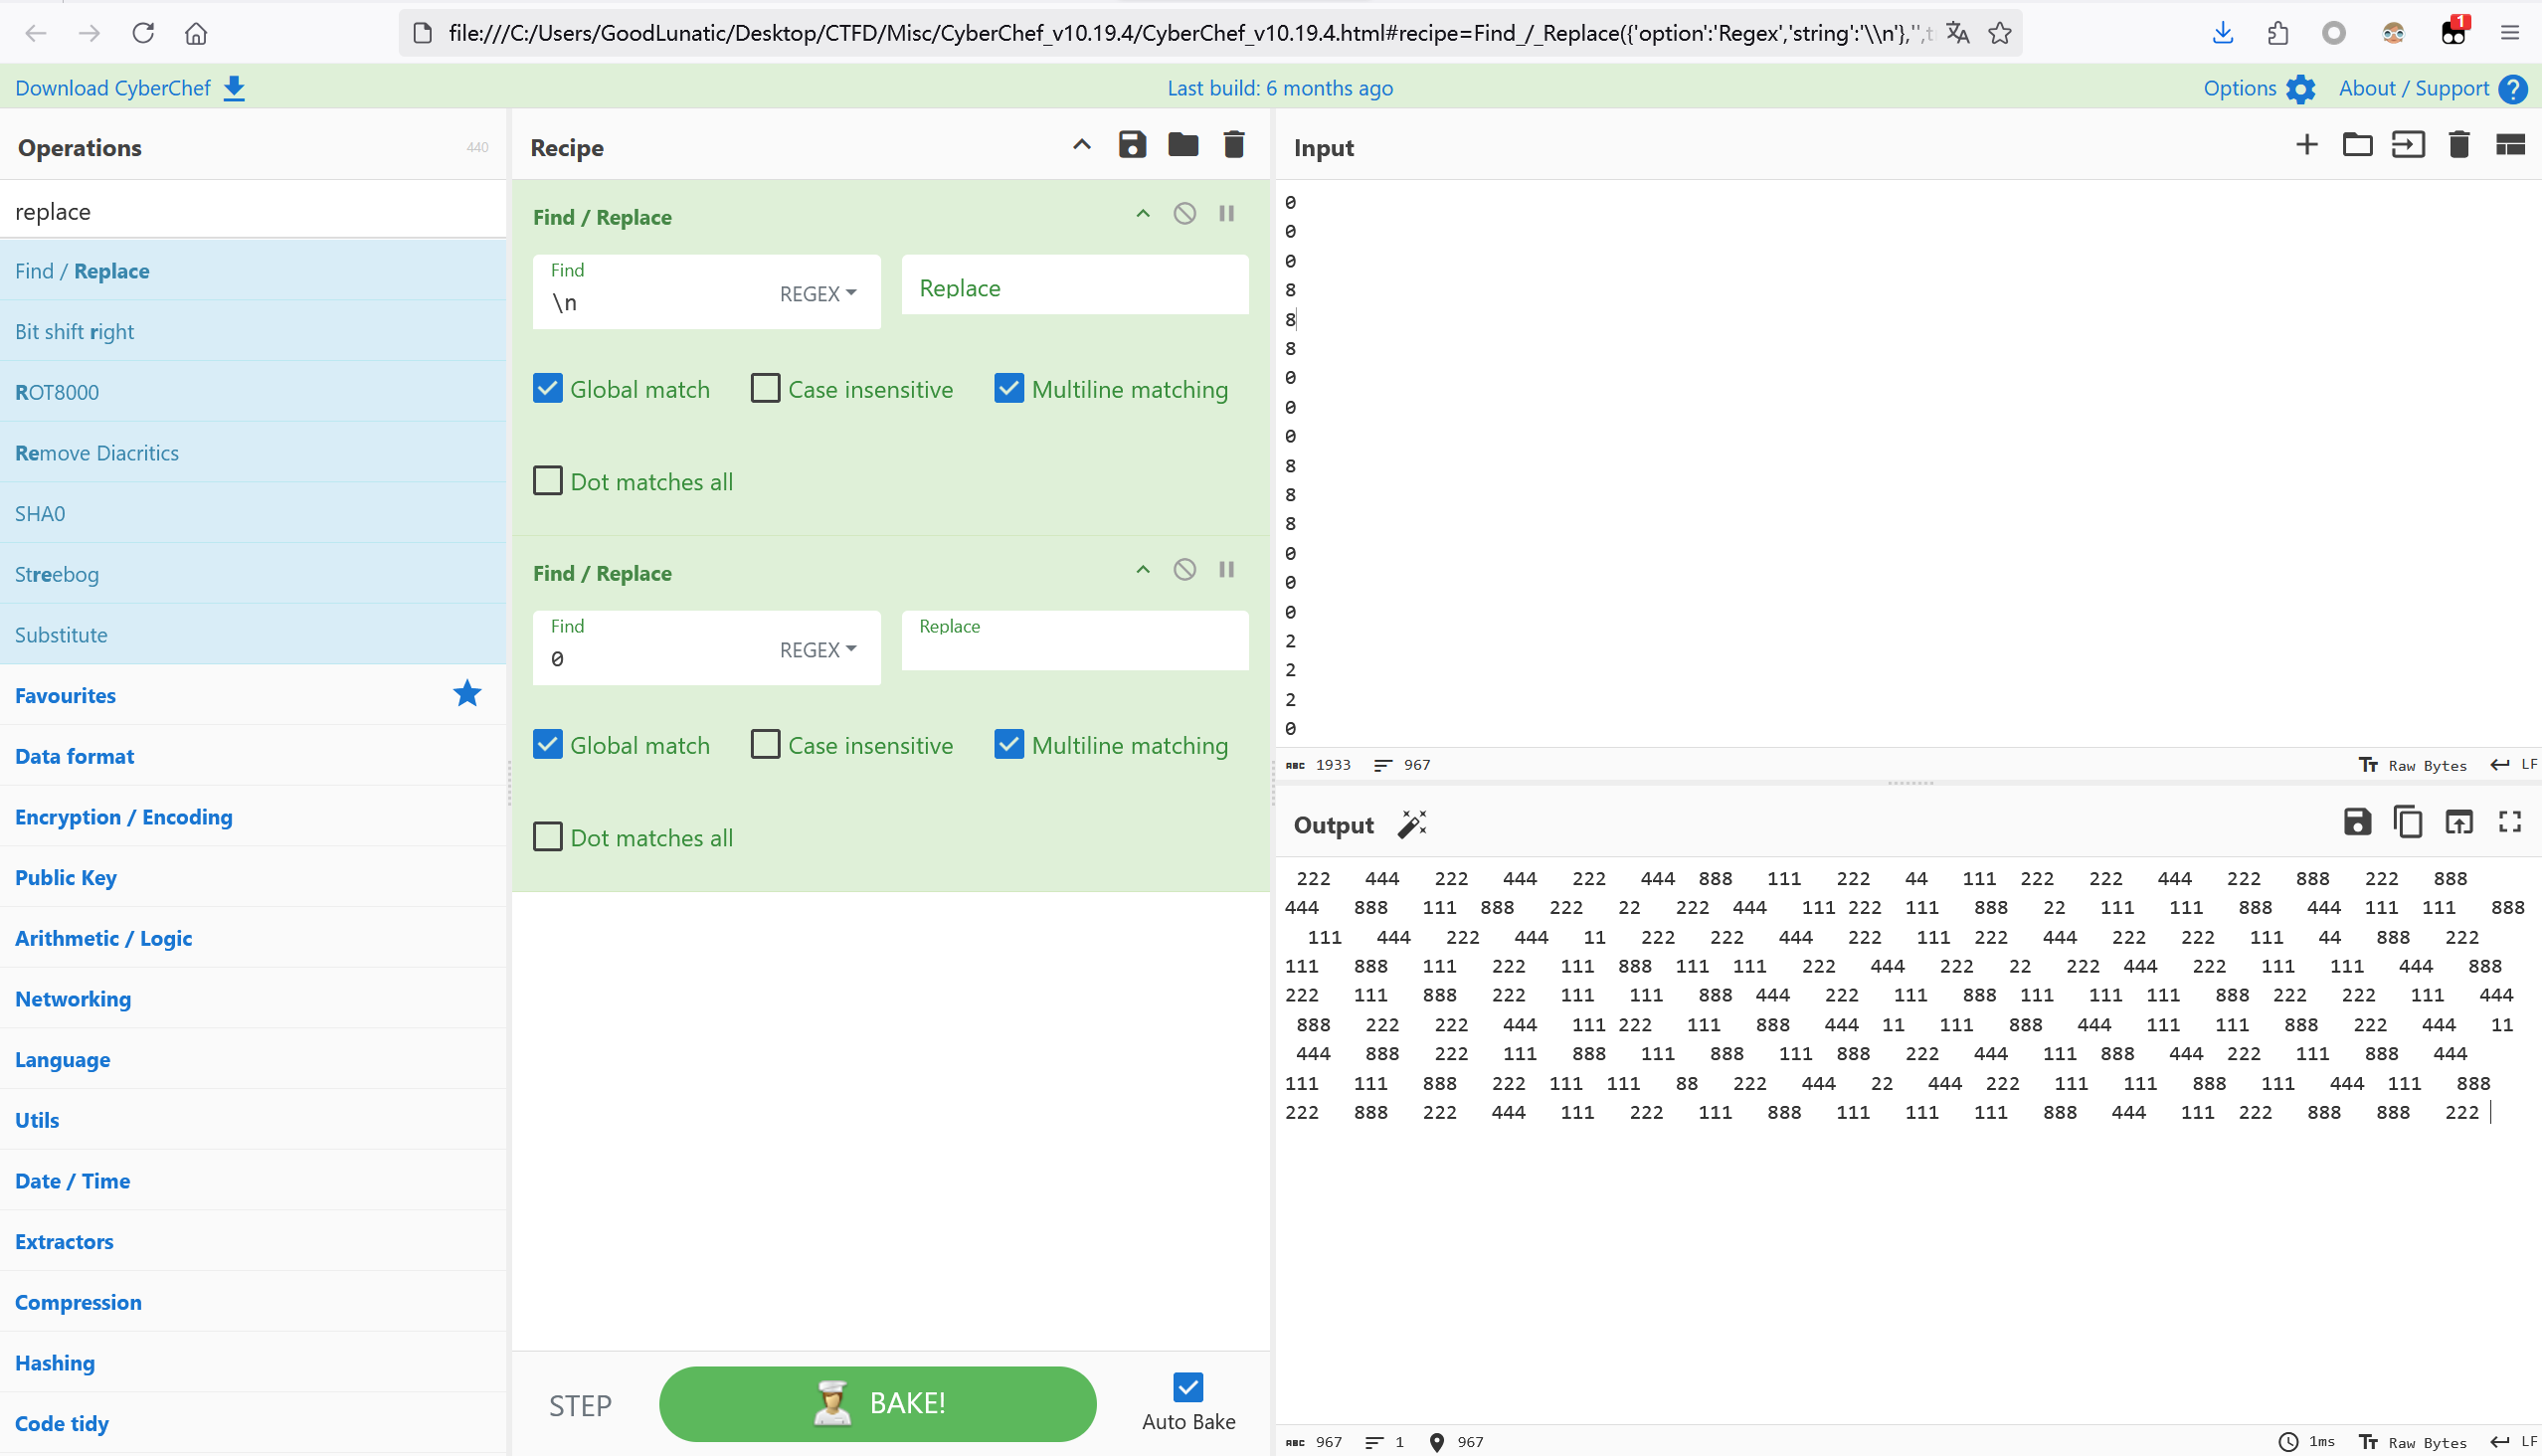 file:///C:/Users/GoodLunatic/Desktop/CTFD/Misc/CyberChef_v10.19.4/CyberChef_v10.19.4.html#recipe=Find_/_Replace({'option':'Regex','string':'\\n'},'',t
1
Download CyberChef
Last build: 6 months ago
Options
About / Support
Operations
440
replace
Find / Replace
Bit shift right
ROT8000
Remove Diacritics
SHA0
Streebog
Substitute
Favourites
Data format
Encryption / Encoding
Public Key
Arithmetic / Logic
Networking
Language
Utils
Date / Time
Extractors
Compression
Hashing
Code tidy
Recipe
Find / Replace
Find
\n
REGEX
Replace
Global match
Case insensitive
Multiline matching
Dot matches all
Find / Replace
Find
0
REGEX
Replace
Global match
Case insensitive
Multiline matching
Dot matches all
STEP
BAKE!
Auto Bake
Input
0
0
0
8
8
8
0
0
0
8
8
8
0
0
0
2
2
2
0
ABC 1933 967
Raw Bytes LF
Output
222 444 222 444 222 444 888 111 222 44 111 222 222 444 222 888 222 888
444 888 111 888 222 22 222 444 111 222 111 888 22 111 111 888 444 111 111 888
111 444 222 444 11 222 222 444 222 111 222 444 222 222 111 44 888 222
111 888 111 222 111 888 111 111 222 444 222 22 222 444 222 111 111 444 888
222 111 888 222 111 111 888 444 222 111 888 111 111 111 888 222 222 111 444
888 222 222 444 111 222 111 888 444 11 111 888 444 111 111 888 222 444 11
444 888 222 111 888 111 888 111 888 222 444 111 888 444 222 111 888 444
111 111 888 222 111 111 88 222 444 22 444 222 111 111 888 111 444 111 888
222 888 222 444 111 222 111 888 111 111 111 888 444 111 222 888 888 222
ABC 967 1 967
1ms Raw Bytes LF